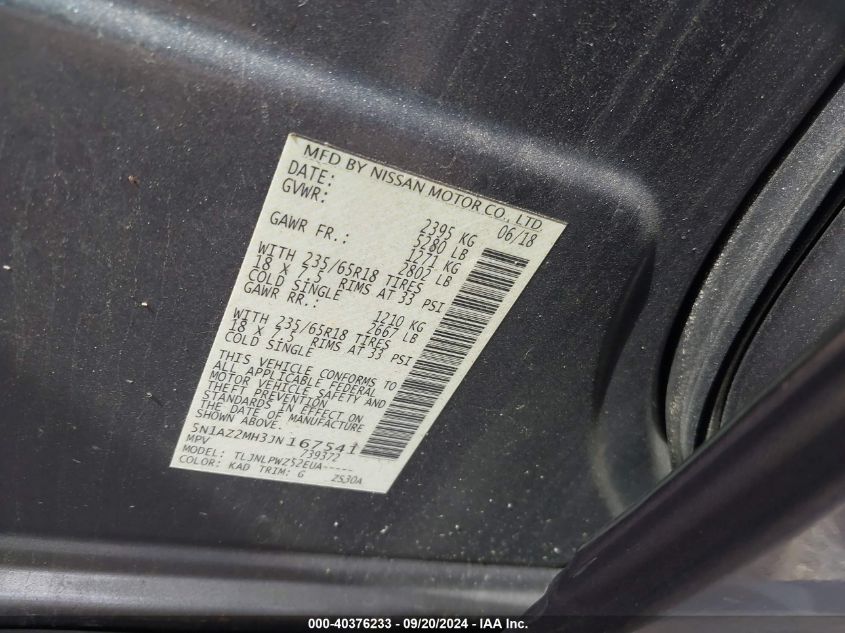 MFD BY NISSAN MOTOR CO., LTD.
DATE: 06/18
GVWR: 2395 KG
5280 LB
GAWR FR.: 1271 KG
2802 LB
WITH 235/65R18 TIRES
18 X 7.5 RIMS AT 33 PSI
COLD SINGLE
GAWR RR.: 1210 KG
2667 LB
WITH 235/65R18 TIRES
18 X 7.5 RIMS AT 33 PSI
COLD SINGLE
THIS VEHICLE CONFORMS TO
ALL APPLICABLE FEDERAL
MOTOR VEHICLE SAFETY AND
THEFT PREVENTION
STANDARDS IN EFFECT ON
THE DATE OF MANUFACTURE
SHOWN ABOVE.
5N1AZ2MH3JN167541
MPV 739372
MODEL: TLJNLPWZ52EUA-----
COLOR: KAD TRIM: G ZS30A
000-40376233 - 09/20/2024 - IAA Inc.